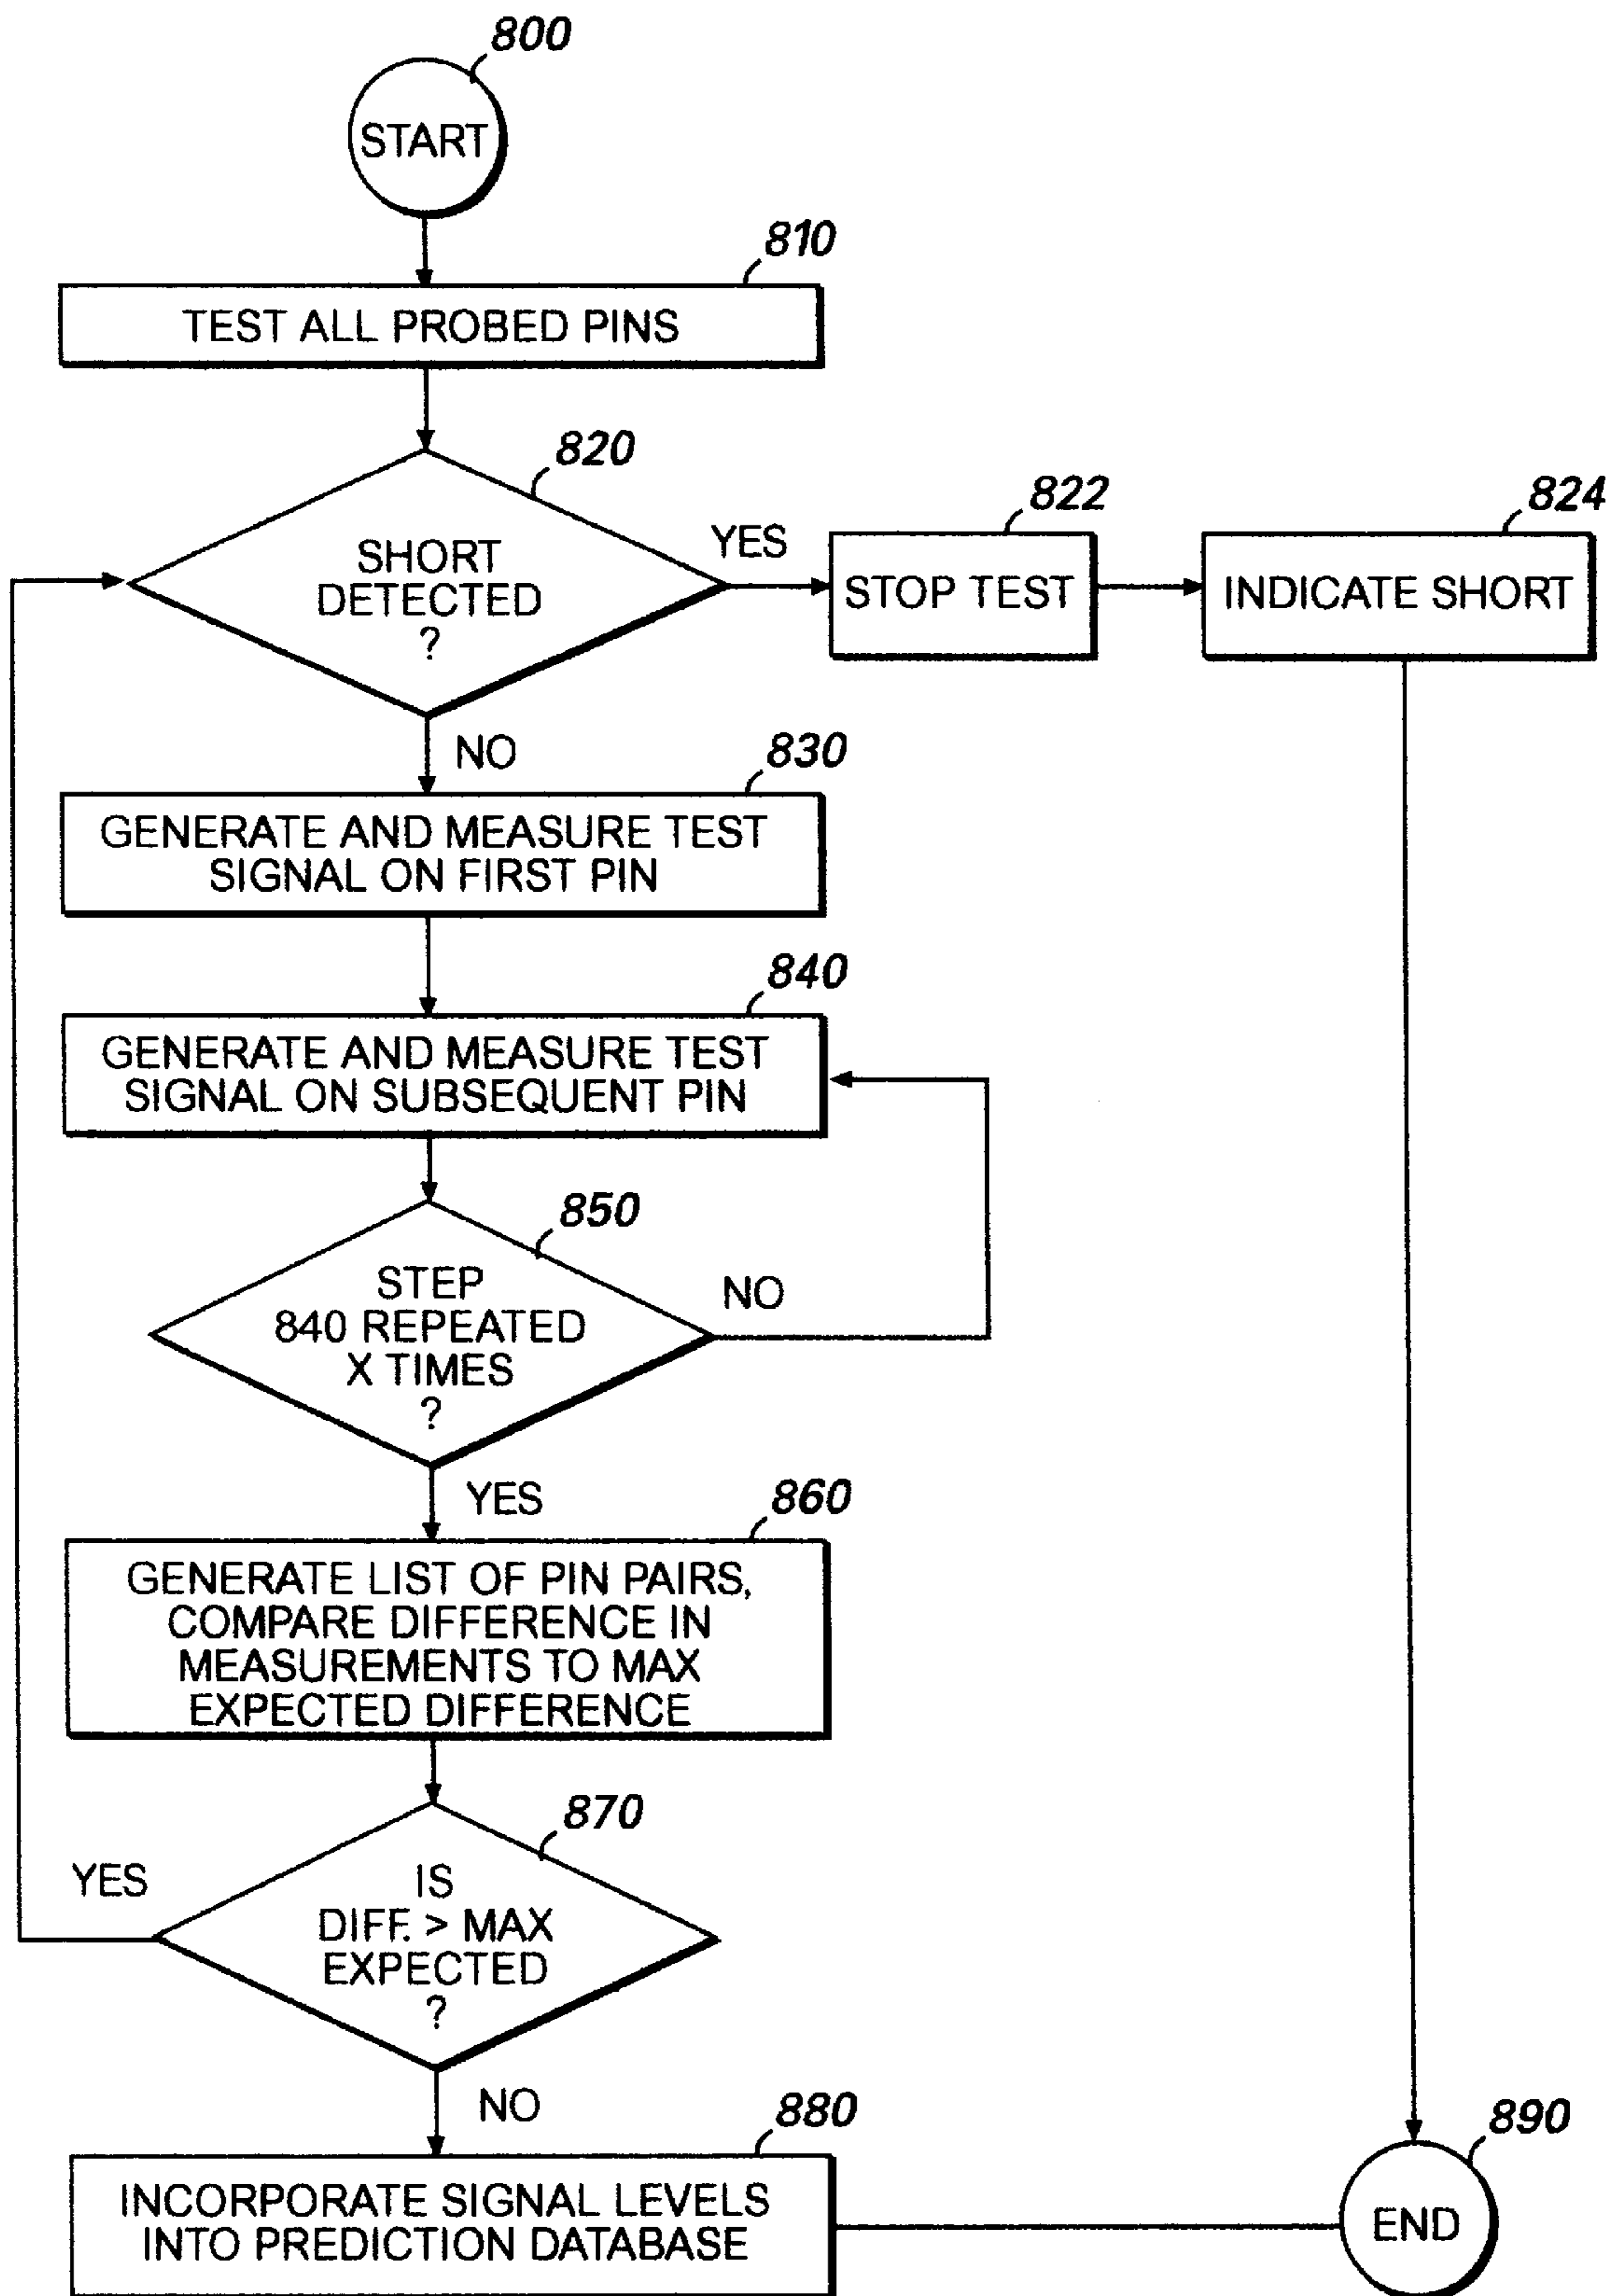 800
START
810
TEST ALL PROBED PINS
820
SHORT
DETECTED
?
YES
822
STOP TEST
824
INDICATE SHORT
NO
830
GENERATE AND MEASURE TEST
SIGNAL ON FIRST PIN
840
GENERATE AND MEASURE TEST
SIGNAL ON SUBSEQUENT PIN
850
STEP
840 REPEATED
X TIMES
?
NO
YES
860
GENERATE LIST OF PIN PAIRS,
COMPARE DIFFERENCE IN
MEASUREMENTS TO MAX
EXPECTED DIFFERENCE
870
YES
IS
DIFF. > MAX
EXPECTED
?
NO
880
INCORPORATE SIGNAL LEVELS
INTO PREDICTION DATABASE
890
END